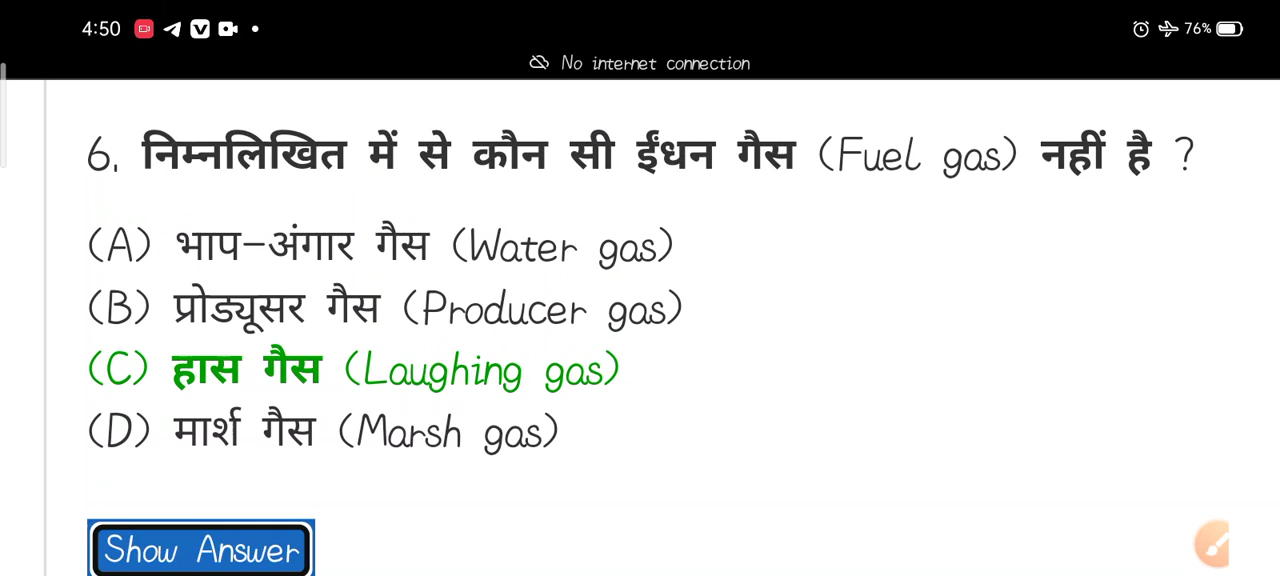 4:50 76%
No internet connection
6. निम्नलिखित में से कौन सी ईंधन गैस (Fuel gas) नहीं है ?
(A) भाप-अंगार गैस (Water gas)
(B) प्रोड्यूसर गैस (Producer gas)
(C) हास गैस (Laughing gas)
(D) मार्श गैस (Marsh gas)
Show Answer